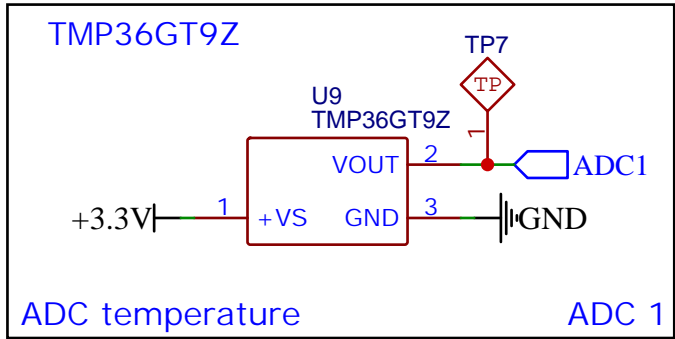 TMP36GT9Z
TP7
TP
1
U9
TMP36GT9Z
VOUT 2 ADC1
+3.3V 1 +VS GND 3 GND
ADC temperature ADC 1